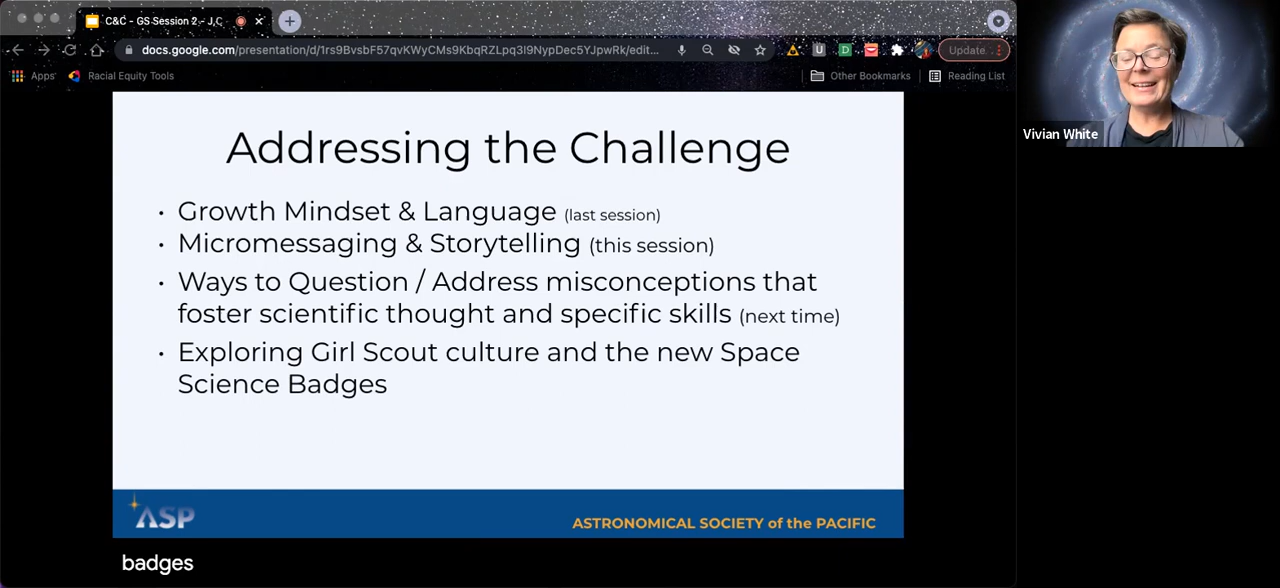 C&C - GS Session 2 - J,C
docs.google.com/presentation/d/1rs9BvsbF57qvKWyCMs9KbqRZLpq3l9NypDec5YJpwRk/edit...
Update
Apps
Racial Equity Tools
Other Bookmarks
Reading List
Vivian White
Addressing the Challenge
• Growth Mindset & Language (last session)
• Micromessaging & Storytelling (this session)
• Ways to Question / Address misconceptions that
foster scientific thought and specific skills (next time)
• Exploring Girl Scout culture and the new Space
Science Badges
ASP
ASTRONOMICAL SOCIETY of the PACIFIC
badges